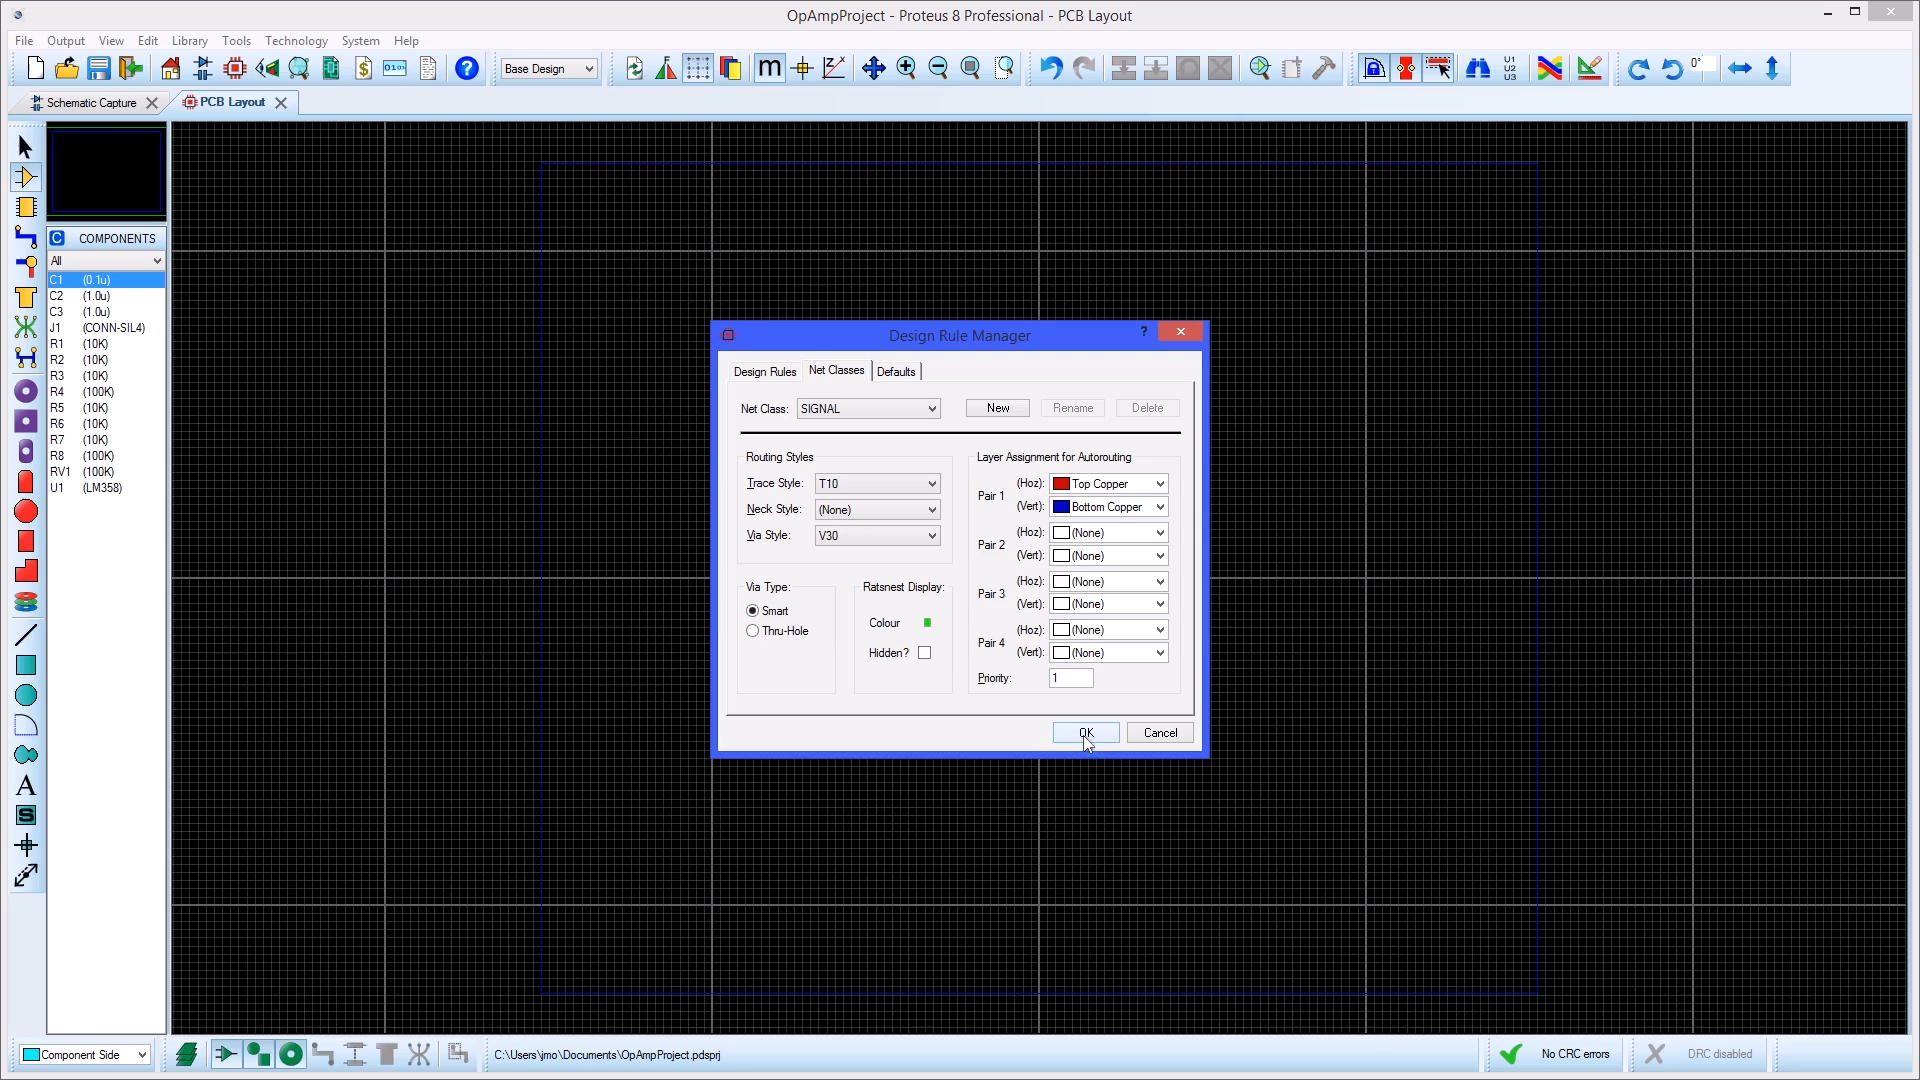 OpAmpProject - Proteus 8 Professional - PCB Layout
File Output View Edit Library Tools Technology System Help
Base Design
0°
Schematic Capture
PCB Layout
COMPONENTS
All
C1 (0.1u)
C2 (1.0u)
C3 (1.0u)
J1 (CONN-SIL4)
R1 (10K)
R2 (10K)
R3 (10K)
R4 (100K)
R5 (10K)
R6 (10K)
R7 (10K)
R8 (100K)
RV1 (100K)
U1 (LM358)
Design Rule Manager
Design Rules Net Classes Defaults
Net Class: SIGNAL New Rename Delete
Routing Styles
Trace Style: T10
Neck Style: (None)
Via Style: V30
Via Type:
Smart
Thru-Hole
Ratsnest Display:
Colour
Hidden?
Layer Assignment for Autorouting
Pair 1 (Hoz): Top Copper
(Vert): Bottom Copper
Pair 2 (Hoz): (None)
(Vert): (None)
Pair 3 (Hoz): (None)
(Vert): (None)
Pair 4 (Hoz): (None)
(Vert): (None)
Priority: 1
OK Cancel
Component Side
C:\Users\jmo\Documents\OpAmpProject.pdsprj
No CRC errors
DRC disabled